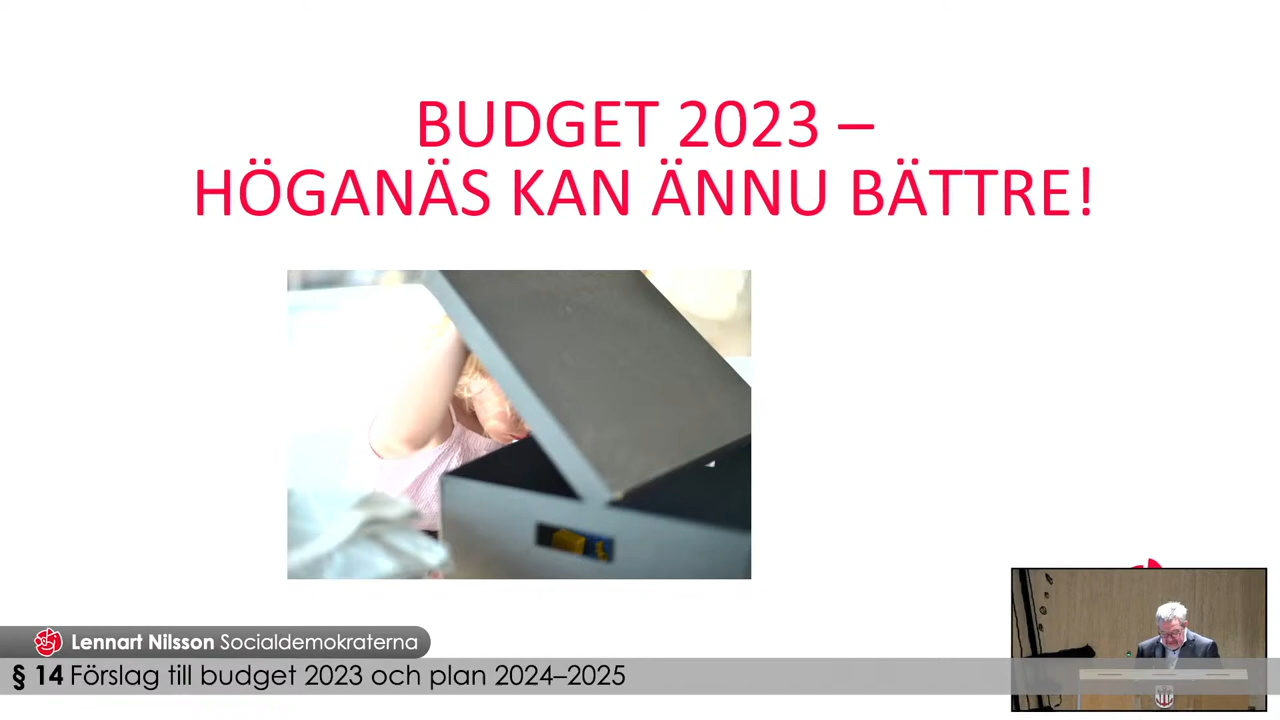 BUDGET 2023 –
HÖGANÄS KAN ÄNNU BÄTTRE!
Lennart Nilsson Socialdemokraterna
§ 14 Förslag till budget 2023 och plan 2024–2025